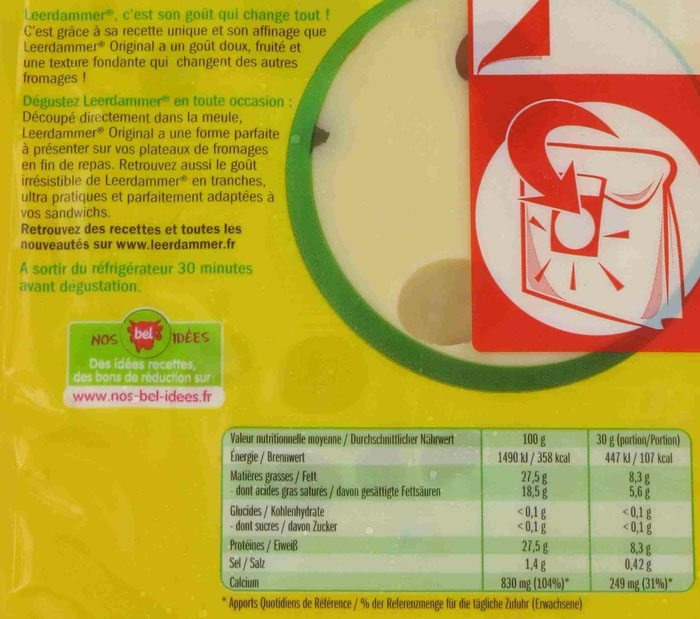 Leerdammer®, c'est son goût qui change tout !
C'est grâce à sa recette unique et son affinage que
Leerdammer® Original a un goût doux, fruité et
une texture fondante qui changent des autres
fromages !
Dégustez Leerdammer® en toute occasion :
Découpé directement dans la meule,
Leerdammer® Original a une forme parfaite
à présenter sur vos plateaux de fromages
en fin de repas. Retrouvez aussi le goût
irrésistible de Leerdammer® en tranches,
ultra pratiques et parfaitement adaptées à
vos sandwichs.
Retrouvez des recettes et toutes les
nouveautés sur www.leerdammer.fr
A sortir du réfrigérateur 30 minutes
avant dégustation.
NOS bel IDÉES
Des idées recettes,
des bons de réduction sur :
www.nos-bel-idees.fr
Valeur nutritionnelle moyenne / Durchschnittlicher Nährwert 100 g 30 g (portion/Portion)
Énergie / Brennwert 1490 kJ / 358 kcal 447 kJ / 107 kcal
Matières grasses / Fett 27,5 g 8,3 g
- dont acides gras saturés / davon gesättigte Fettsäuren 18,5 g 5,6 g
Glucides / Kohlenhydrate <0,1 g <0,1 g
- dont sucres / davon Zucker <0,1 g <0,1 g
Protéines / Eiweiß 27,5 g 8,3 g
Sel / Salz 1,4 g 0,42 g
Calcium 830 mg (104%)* 249 mg (31%)*
* Apports Quotidiens de Référence / % der Referenzmenge für die tägliche Zufuhr (Erwachsene)